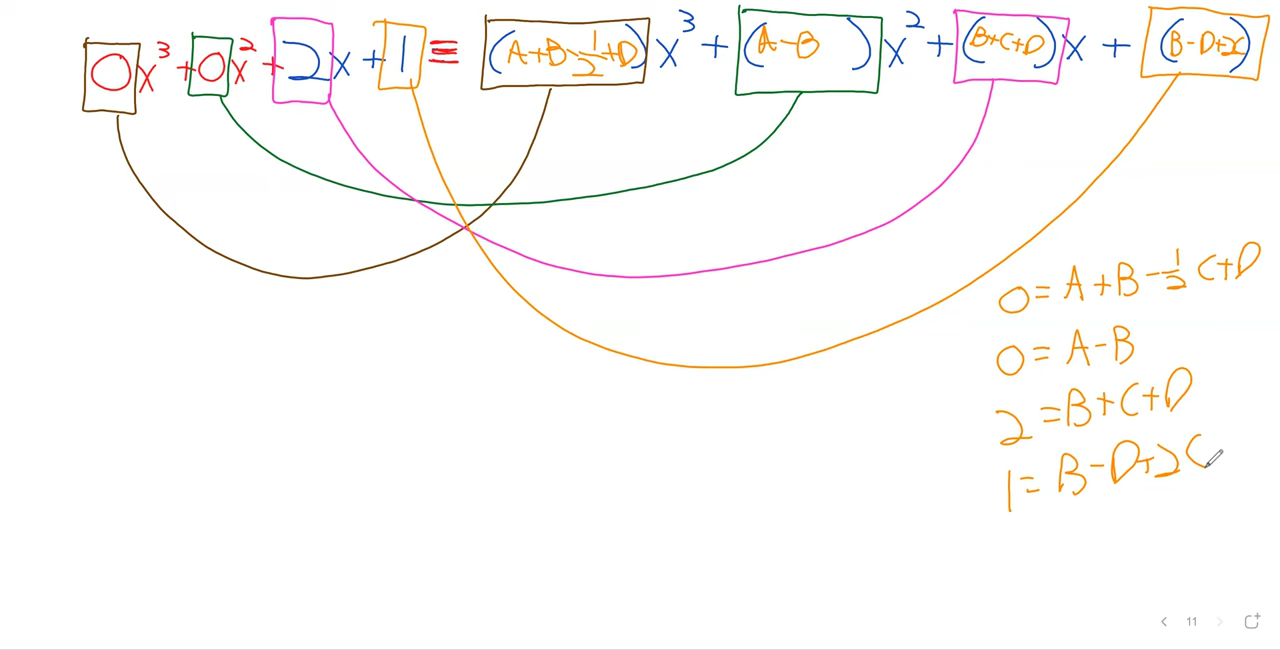 0x³ + 0x² + 2x + 1 ≡ (A+B-½+D)x³ + (A-B )x² + (B+C+D)x + (B-D+2C)
0 = A+B-½C+D
0 = A-B
2 = B+C+D
1 = B-D+2C
11